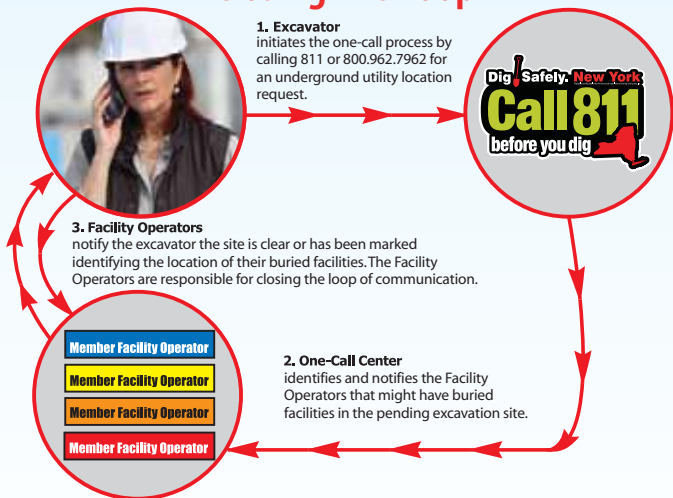 1. Excavator
initiates the one-call process by
calling 811 or 800.962.7962 for
an underground utility location
request.
Dig Safely. New York
Call 811
before you dig
3. Facility Operators
notify the excavator the site is clear or has been marked
identifying the location of their buried facilities. The Facility
Operators are responsible for closing the loop of communication.
Member Facility Operator
Member Facility Operator
Member Facility Operator
Member Facility Operator
2. One-Call Center
identifies and notifies the Facility
Operators that might have buried
facilities in the pending excavation site.